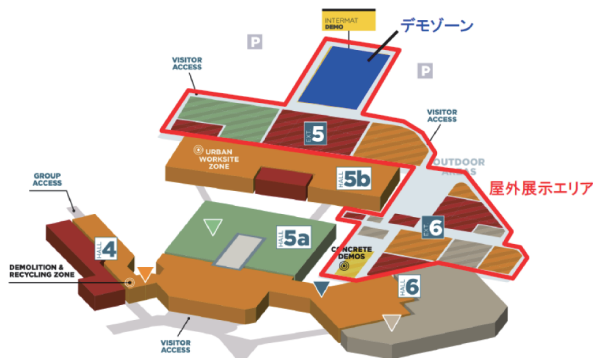 INTERMAT
DEMO
デモゾーン
P
P
VISITOR
ACCESS
VISITOR
ACCESS
EXT
5
URBAN
WORKSITE
ZONE
HALL
5b
OUTDOOR
AREAS
屋外展示エリア
GROUP
ACCESS
HALL
4
HALL
5a
EXT
6
CONCRETE
DEMOS
DEMOLITION &
RECYCLING ZONE
HALL
6
VISITOR
ACCESS